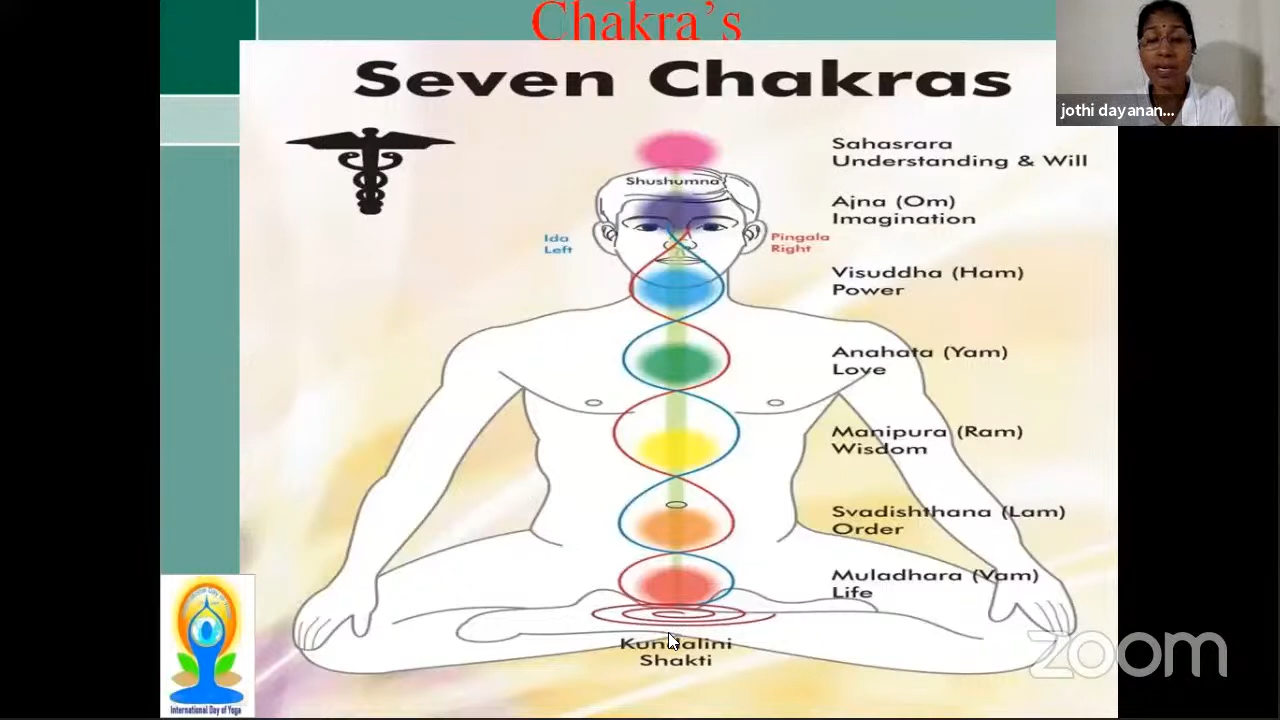 Chakra's
Seven Chakras
jothi dayanan...
Sahasrara
Understanding & Will
Shushumna
Ajna (Om)
Imagination
Ida
Left
Pingala
Right
Visuddha (Ham)
Power
Anahata (Yam)
Love
Manipura (Ram)
Wisdom
Svadishthana (Lam)
Order
Muladhara (Vam)
Life
Kundalini
Shakti
zoom
International Day of Yoga